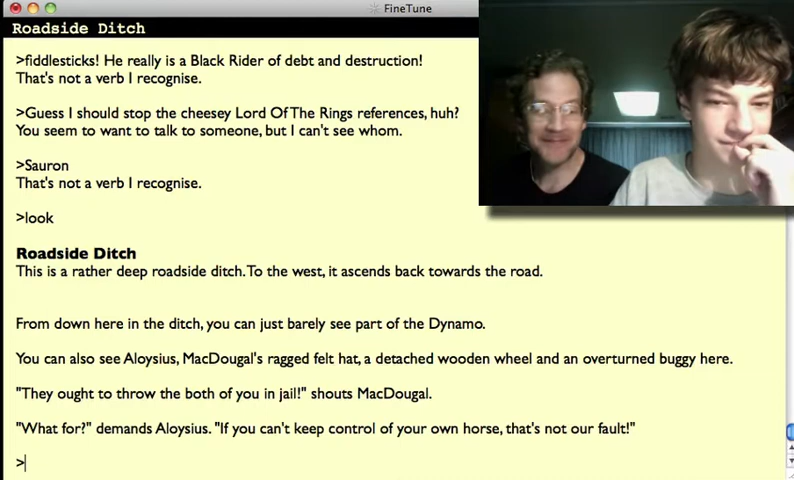 FineTune
Roadside Ditch
>fiddlesticks! He really is a Black Rider of debt and destruction!
That's not a verb I recognise.
>Guess I should stop the cheesey Lord Of The Rings references, huh?
You seem to want to talk to someone, but I can't see whom.
>Sauron
That's not a verb I recognise.
>look
Roadside Ditch
This is a rather deep roadside ditch. To the west, it ascends back towards the road.
From down here in the ditch, you can just barely see part of the Dynamo.
You can also see Aloysius, MacDougal's ragged felt hat, a detached wooden wheel and an overturned buggy here.
"They ought to throw the both of you in jail!" shouts MacDougal.
"What for?" demands Aloysius. "If you can't keep control of your own horse, that's not our fault!"
>